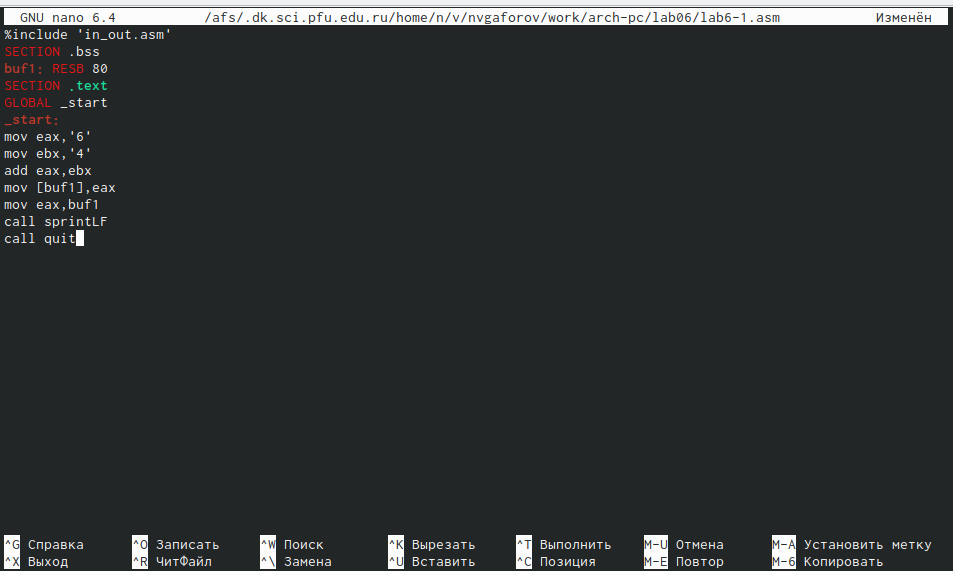 GNU nano 6.4 /afs/.dk.sci.pfu.edu.ru/home/n/v/nvgaforov/work/arch-pc/lab06/lab6-1.asm Изменён
%include 'in_out.asm'
SECTION .bss
buf1: RESB 80
SECTION .text
GLOBAL _start
_start:
mov eax,'6'
mov ebx,'4'
add eax,ebx
mov [buf1],eax
mov eax,buf1
call sprintLF
call quit
^G Справка ^O Записать ^W Поиск ^K Вырезать ^T Выполнить M-U Отмена M-A Установить метку
^X Выход ^R ЧитФайл ^\ Замена ^U Вставить ^C Позиция M-E Повтор M-6 Копировать